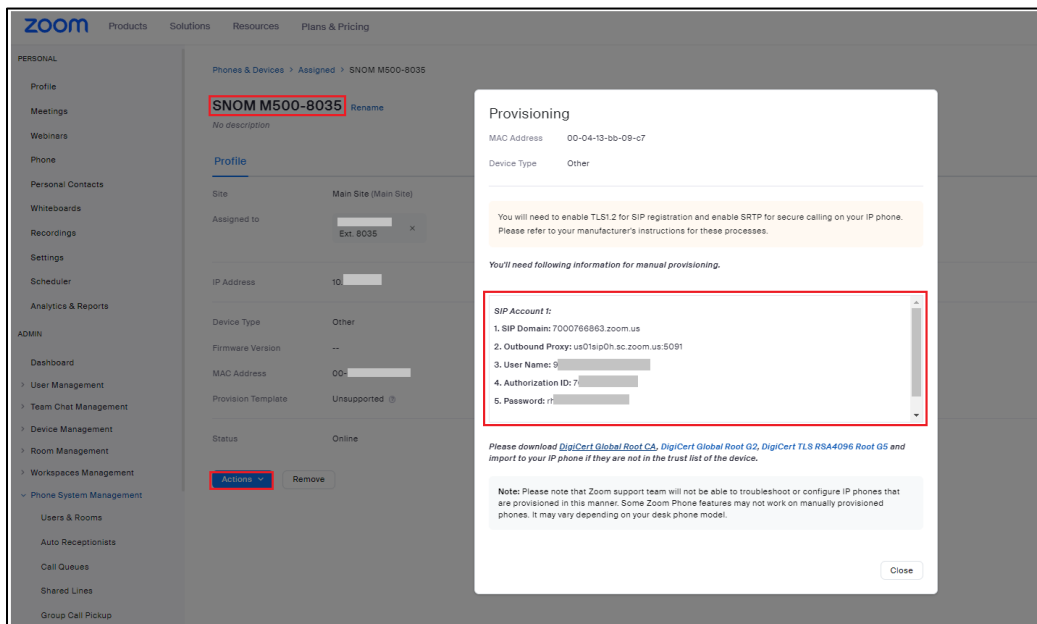 zoom Products Solutions Resources Plans & Pricing
PERSONAL
Profile
Meetings
Webinars
Phone
Personal Contacts
Whiteboards
Recordings
Settings
Scheduler
Analytics & Reports
ADMIN
Dashboard
> User Management
> Team Chat Management
> Device Management
> Room Management
> Workspaces Management
Phone System Management
Users & Rooms
Auto Receptionists
Call Queues
Shared Lines
Group Call Pickup
Phones & Devices > Assigned > SNOM M500-8035
SNOM M500-8035 Rename
No description
Profile
Site Main Site (Main Site)
Assigned to
Ext. 8035 ×
IP Address 10.
Device Type Other
Firmware Version --
MAC Address 00-
Provision Template Unsupported
Status Online
Actions Remove
Provisioning
MAC Address 00-04-13-bb-09-c7
Device Type Other
You will need to enable TLS1.2 for SIP registration and enable SRTP for secure calling on your IP phone.
Please refer to your manufacturer's instructions for these processes.
You'll need following information for manual provisioning.
SIP Account 1:
1. SIP Domain: 7000766863.zoom.us
2. Outbound Proxy: us01sip0h.sc.zoom.us:5091
3. User Name: 9
4. Authorization ID: 7
5. Password: rh
Please download DigiCert Global Root CA, DigiCert Global Root G2, DigiCert TLS RSA4096 Root G5 and
import to your IP phone if they are not in the trust list of the device.
Note: Please note that Zoom support team will not be able to troubleshoot or configure IP phones that
are provisioned in this manner. Some Zoom Phone features may not work on manually provisioned
phones. It may vary depending on your desk phone model.
Close